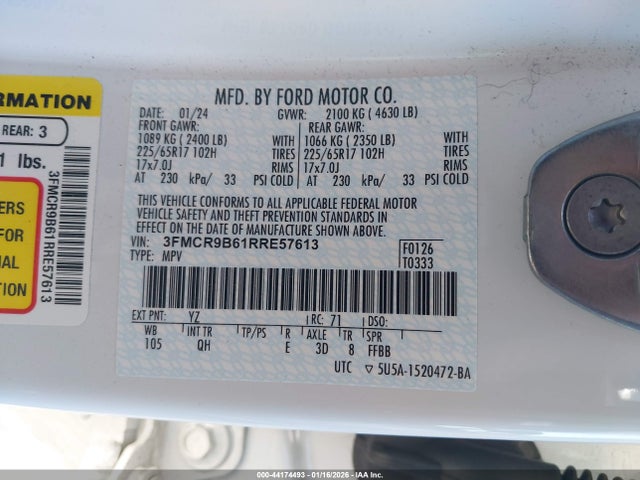 MFD. BY FORD MOTOR CO.
DATE: 01/24 GVWR: 2100 KG ( 4630 LB)
FRONT GAWR: REAR GAWR:
1089 KG ( 2400 LB) WITH 1066 KG ( 2350 LB) WITH
225/65R17 102H TIRES 225/65R17 102H TIRES
17x7.0J RIMS 17x7.0J RIMS
AT 230 kPa/ 33 PSI COLD AT 230 kPa/ 33 PSI COLD
THIS VEHICLE CONFORMS TO ALL APPLICABLE FEDERAL MOTOR
VEHICLE SAFETY AND THEFT PREVENTION STANDARDS IN
EFFECT ON THE DATE OF MANUFACTURE SHOWN ABOVE.
VIN: 3FMCR9B61RRE57613 F0126
TYPE: MPV T0333
EXT PNT: YZ RC: 71 DSO:
WB INT TR TP/PS R AXLE TR SPR
105 QH E 3D 8 FFBB
UTC ▽ 5U5A-1520472-BA
ORMATION
REAR: 3
1 lbs.
ERS
FOR
NAL
ION
3FMCR9B61RRE57613
000-44174493 - 01/16/2026 - IAA Inc.